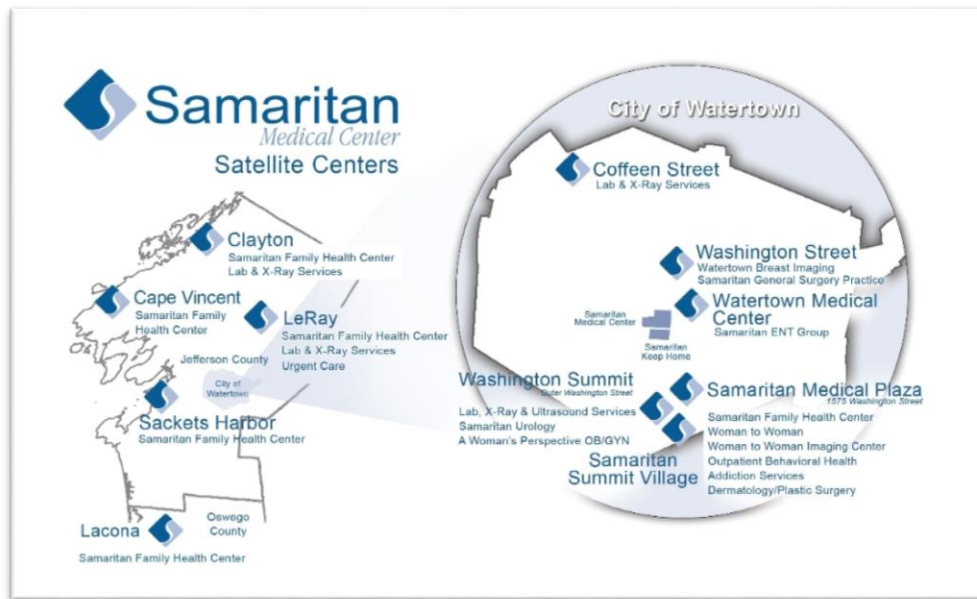 Samaritan
Medical Center
Satellite Centers
Clayton
Samaritan Family Health Center
Lab & X-Ray Services
Cape Vincent
Samaritan Family
Health Center
LeRay
Samaritan Family Health Center
Lab & X-Ray Services
Urgent Care
Jefferson County
City of
Watertown
Sackets Harbor
Samaritan Family Health Center
Lacona
Oswego
County
Samaritan Family Health Center
City of Watertown
Coffeen Street
Lab & X-Ray Services
Washington Street
Watertown Breast Imaging
Samaritan General Surgery Practice
Watertown Medical
Center
Samaritan ENT Group
Samaritan
Medical Center
Samaritan
Keep Home
Washington Summit
Outer Washington Street
Lab, X-Ray & Ultrasound Services
Samaritan Urology
A Woman's Perspective OB/GYN
Samaritan Medical Plaza
1575 Washington Street
Samaritan Family Health Center
Woman to Woman
Woman to Woman Imaging Center
Outpatient Behavioral Health
Addiction Services
Dermatology/Plastic Surgery
Samaritan
Summit Village